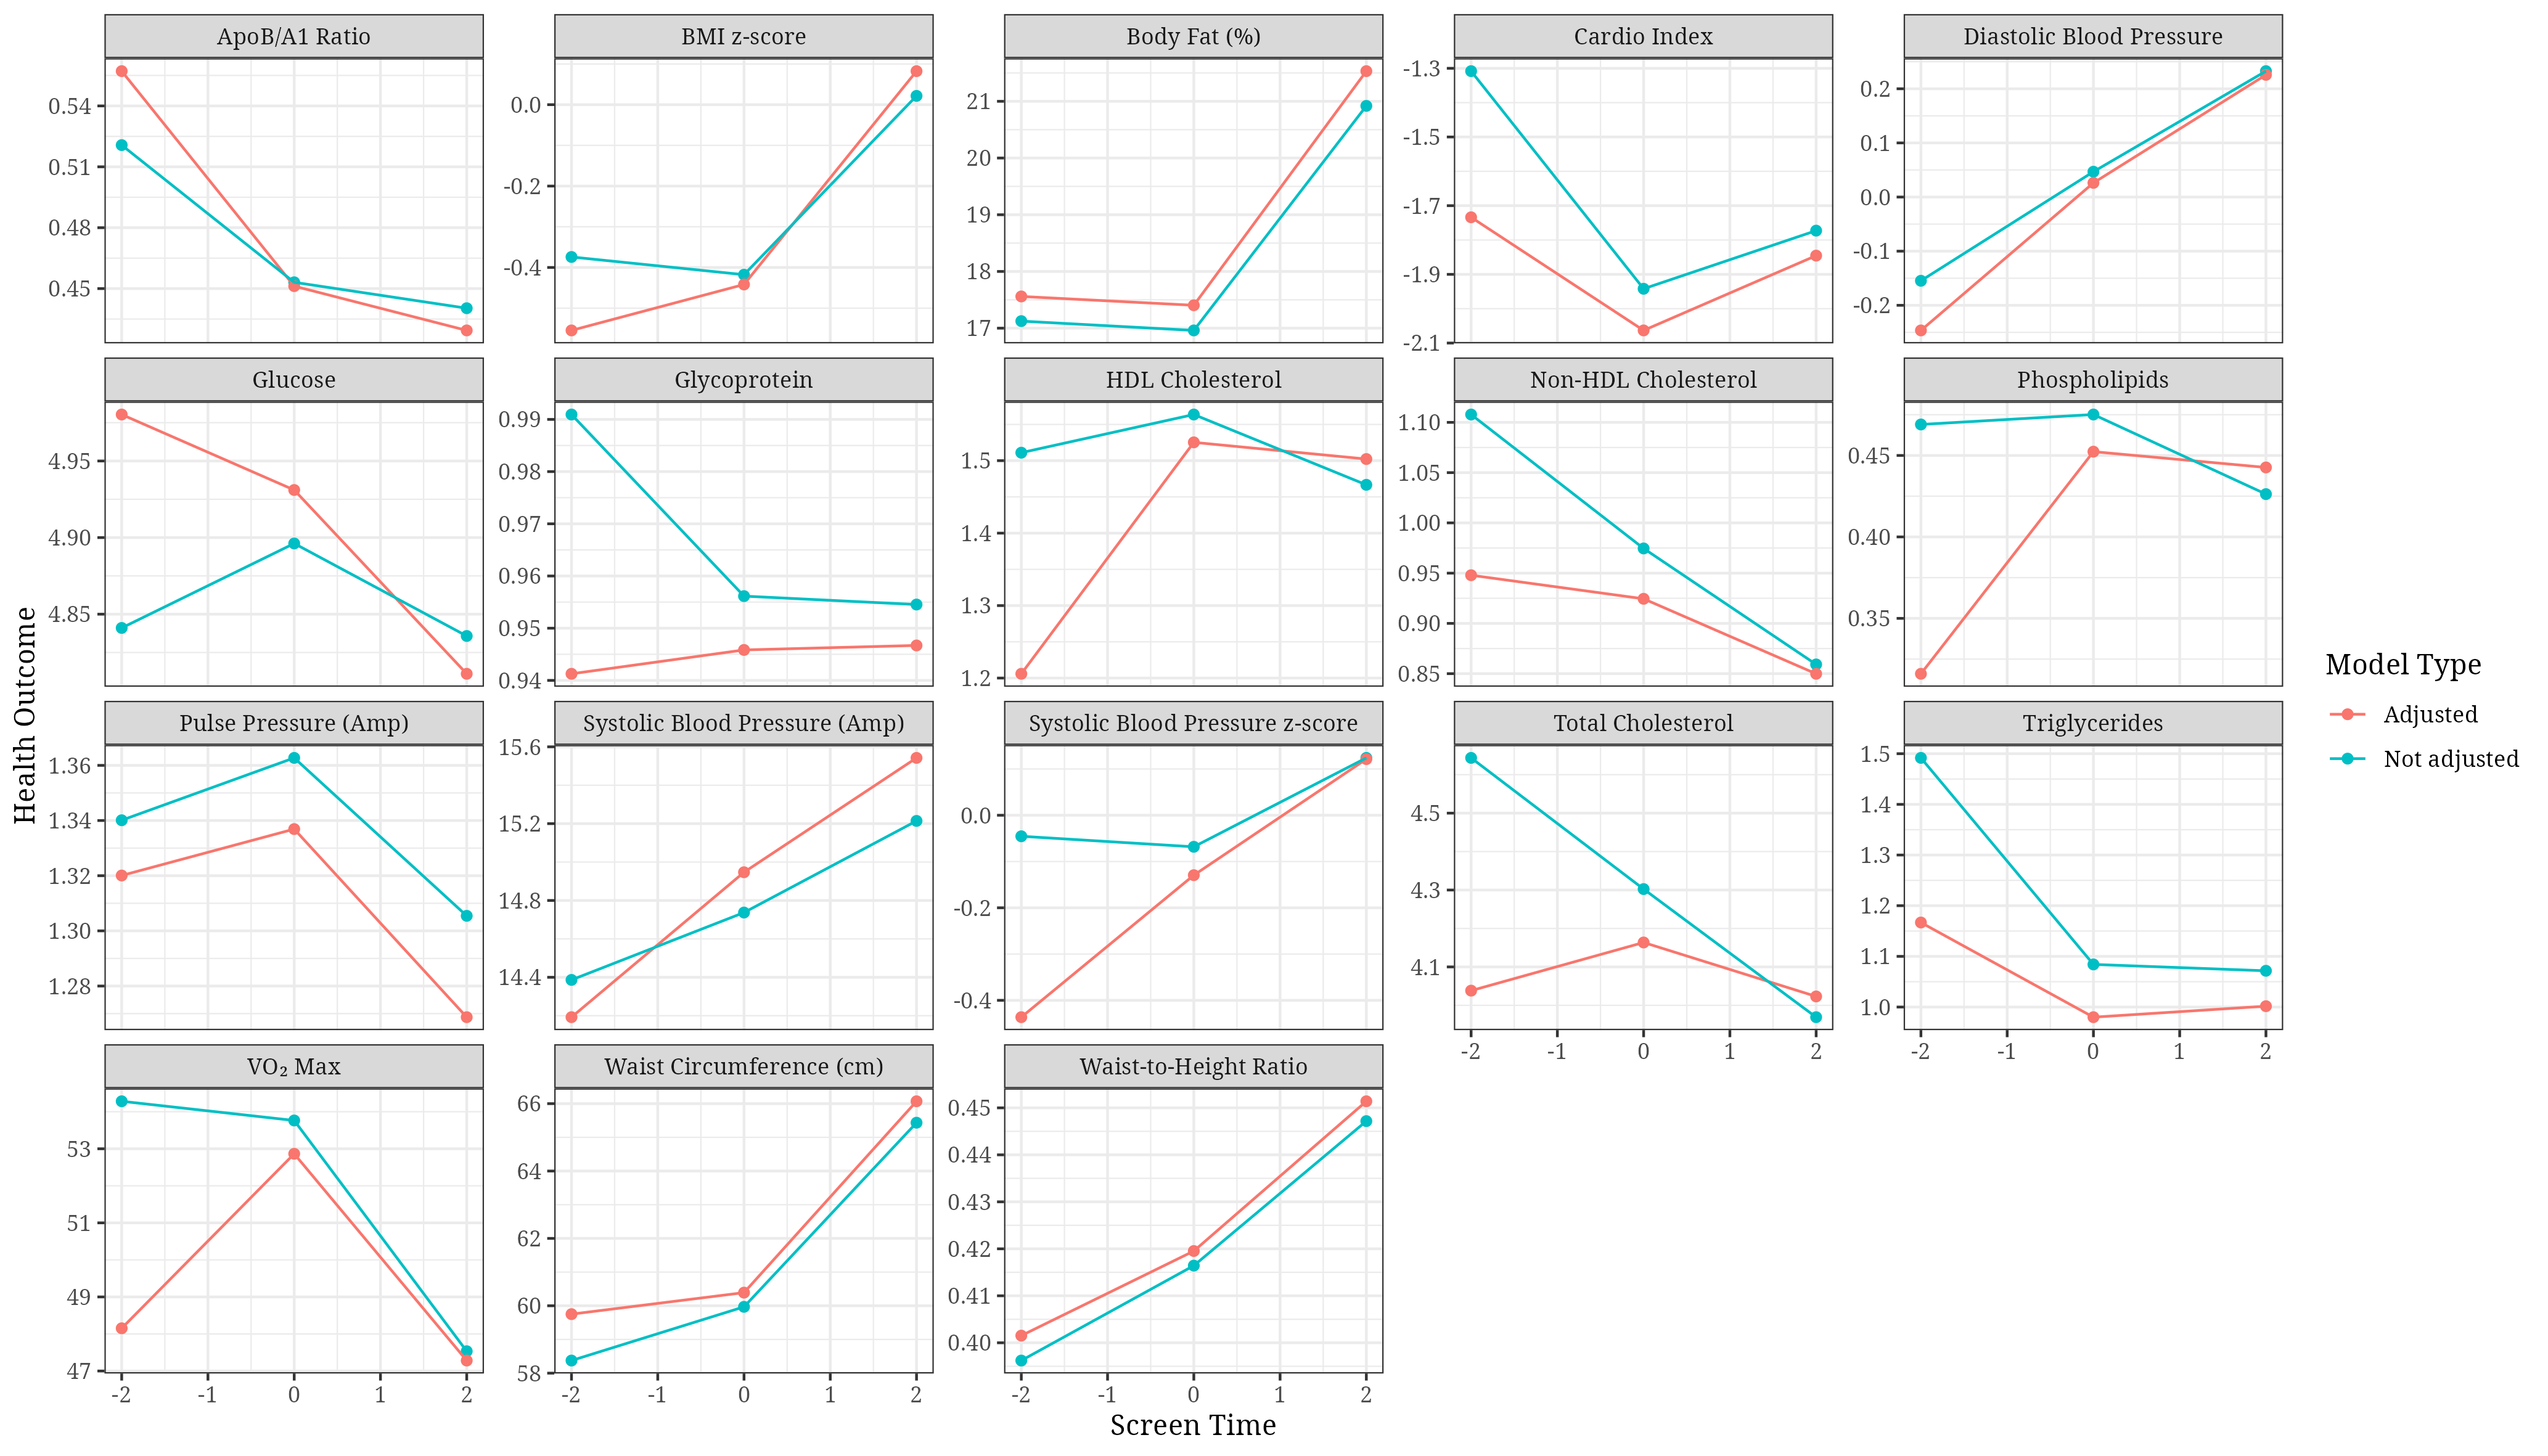 ApoB/A1 Ratio
BMI z-score
Body Fat (%)
Cardio Index
Diastolic Blood Pressure
0.54
0.51
0.48
0.45
0.0
-0.2
-0.4
21
20
19
18
17
-1.3
-1.5
-1.7
-1.9
-2.1
0.2
0.1
0.0
-0.1
-0.2
Glucose
Glycoprotein
HDL Cholesterol
Non-HDL Cholesterol
Phospholipids
4.95
4.90
4.85
0.99
0.98
0.97
0.96
0.95
0.94
1.5
1.4
1.3
1.2
1.10
1.05
1.00
0.95
0.90
0.85
0.45
0.40
0.35
Pulse Pressure (Amp)
Systolic Blood Pressure (Amp)
Systolic Blood Pressure z-score
Total Cholesterol
Triglycerides
1.36
1.34
1.32
1.30
1.28
15.6
15.2
14.8
14.4
0.0
-0.2
-0.4
4.5
4.3
4.1
-2 -1 0 1 2
1.5
1.4
1.3
1.2
1.1
1.0
-2 -1 0 1 2
VO₂ Max
Waist Circumference (cm)
Waist-to-Height Ratio
53
51
49
47
-2 -1 0 1 2
66
64
62
60
58
-2 -1 0 1 2
0.45
0.44
0.43
0.42
0.41
0.40
-2 -1 0 1 2
Health Outcome
Screen Time
Model Type
Adjusted
Not adjusted